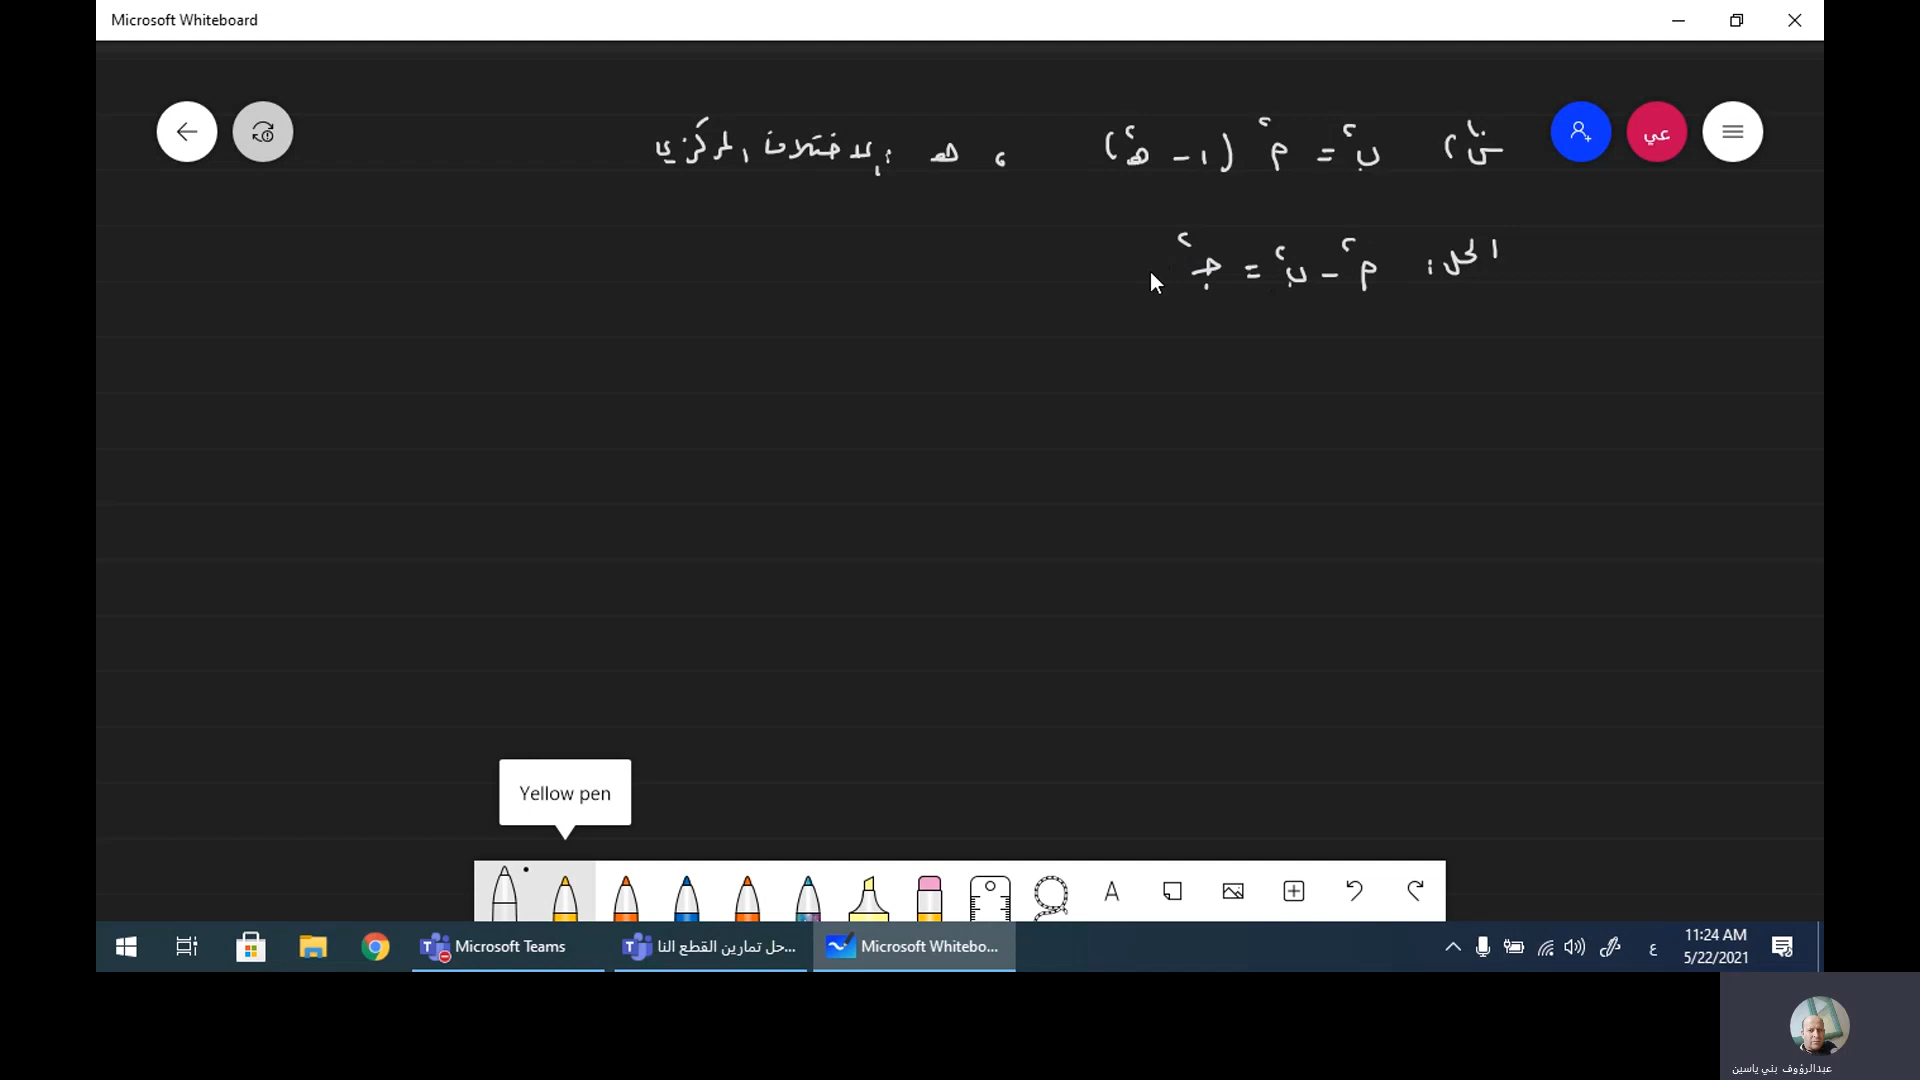 Microsoft Whiteboard
عي
س٢) ب٢ = م٢ (١ - هـ٢) ، هـ : الاختلاف المركزي
الحل: م٢ - ب٢ = جـ٢
Yellow pen
Microsoft Teams
حل تمارين القطع النا...
Microsoft Whitebo...
ع
11:24 AM
5/22/2021
عبدالرؤوف بني ياسين